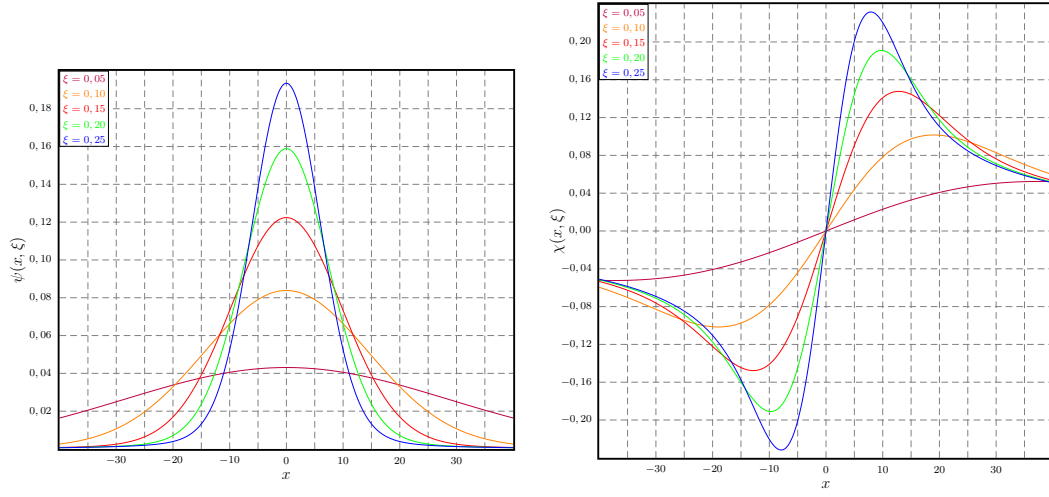 ξ = 0, 05
ξ = 0, 10
ξ = 0, 15
ξ = 0, 20
ξ = 0, 25
0, 18
0, 16
0, 14
0, 12
0, 10
0, 08
0, 06
0, 04
0, 02
ψ(x, ξ)
−30 −20 −10 0 10 20 30
x
ξ = 0, 05
ξ = 0, 10
ξ = 0, 15
ξ = 0, 20
ξ = 0, 25
0, 20
0, 16
0, 12
0, 08
0, 04
0, 00
−0, 04
−0, 08
−0, 12
−0, 16
−0, 20
χ(x, ξ)
−30 −20 −10 0 10 20 30
x